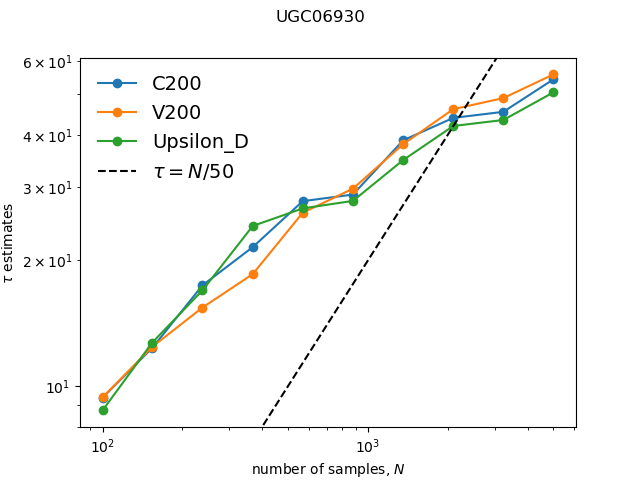 UGC06930
C200
V200
Upsilon_D
τ = N/50
6 × 10¹
4 × 10¹
3 × 10¹
2 × 10¹
10¹
τ estimates
10² 10³
number of samples, N